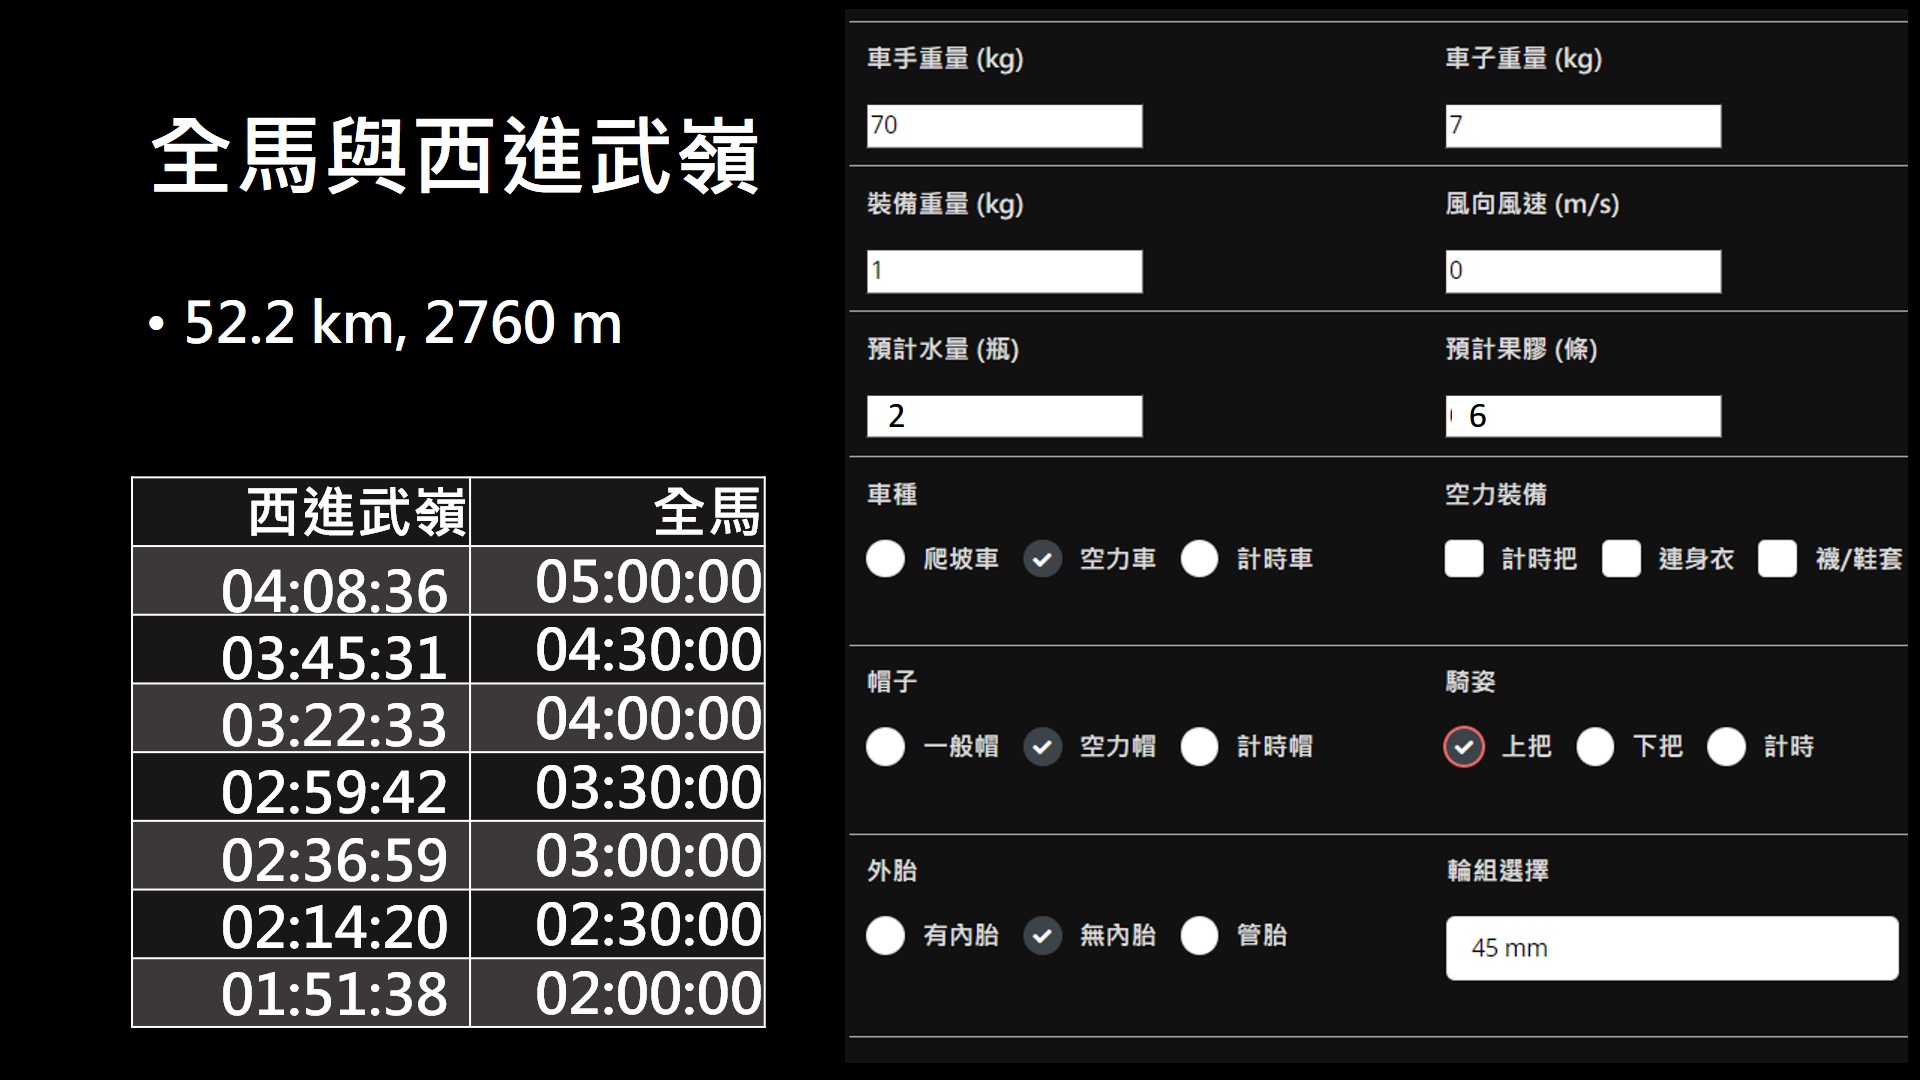 全馬與西進武嶺
• 52.2 km, 2760 m
西進武嶺 全馬
04:08:36 05:00:00
03:45:31 04:30:00
03:22:33 04:00:00
02:59:42 03:30:00
02:36:59 03:00:00
02:14:20 02:30:00
01:51:38 02:00:00
車手重量 (kg) 車子重量 (kg)
70 7
裝備重量 (kg) 風向風速 (m/s)
1 0
預計水量 (瓶) 預計果膠 (條)
2 6
車種 空力裝備
爬坡車 空力車 計時車 計時把 連身衣 襪/鞋套
帽子 騎姿
一般帽 空力帽 計時帽 上把 下把 計時
外胎 輪組選擇
有內胎 無內胎 管胎 45 mm